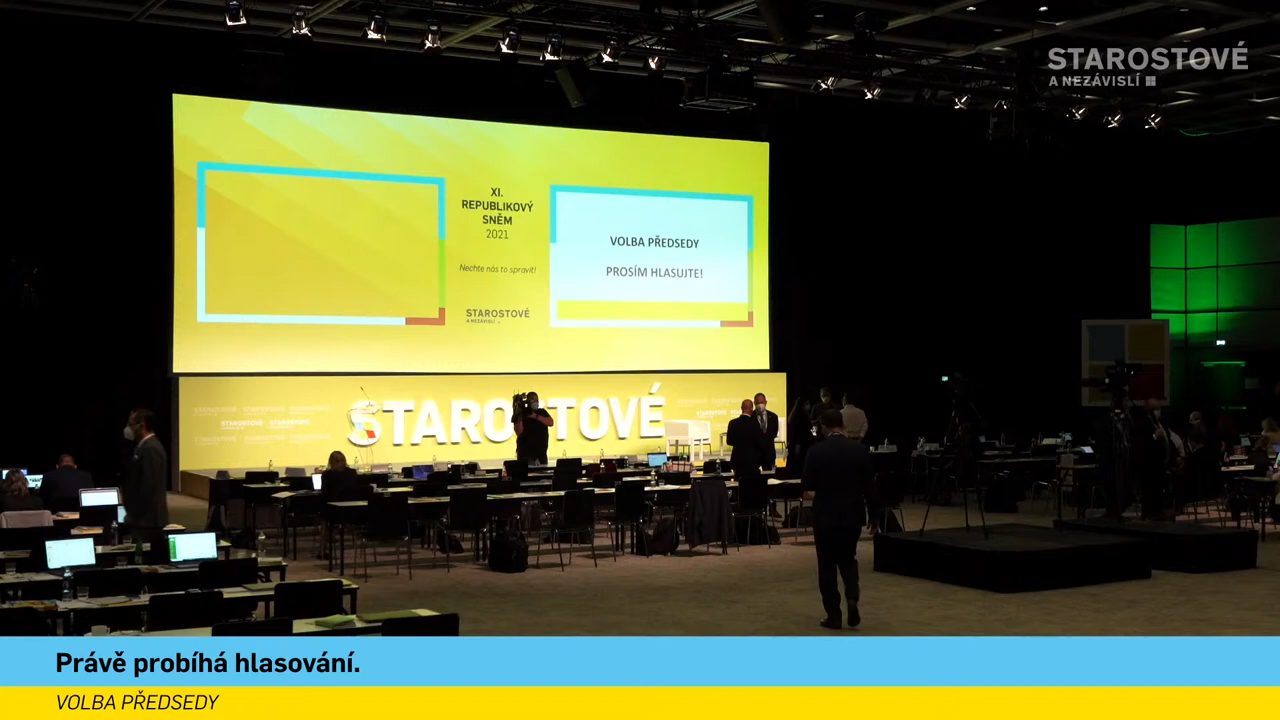 STAROSTOVÉ
A NEZÁVISLÍ
XI.
REPUBLIKOVÝ
SNĚM
2021
Nechte nás to spravit!
STAROSTOVÉ
A NEZÁVISLÍ
VOLBA PŘEDSEDY
PROSÍM HLASUJTE!
STAROSTOVÉ
Právě probíhá hlasování.
VOLBA PŘEDSEDY